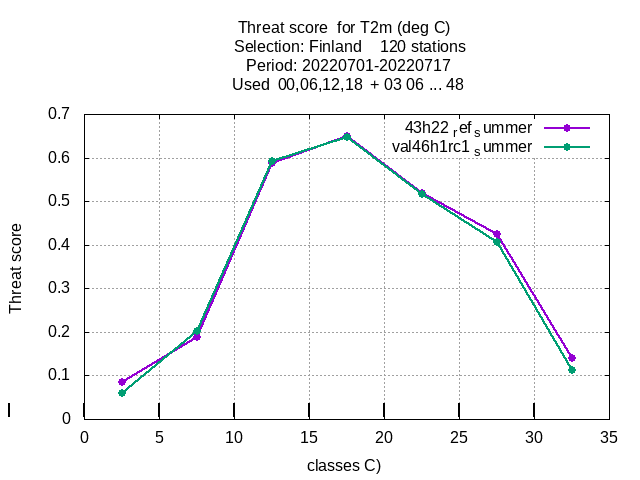 Threat score for T2m (deg C)
Selection: Finland 120 stations
Period: 20220701-20220717
Used 00,06,12,18 + 03 06 ... 48
0.7
43h22 ref summer
val46h1rc1 summer
0.6
0.5
0.4
0.3
0.2
0.1
0
Threat score
0 5 10 15 20 25 30 35
classes C)